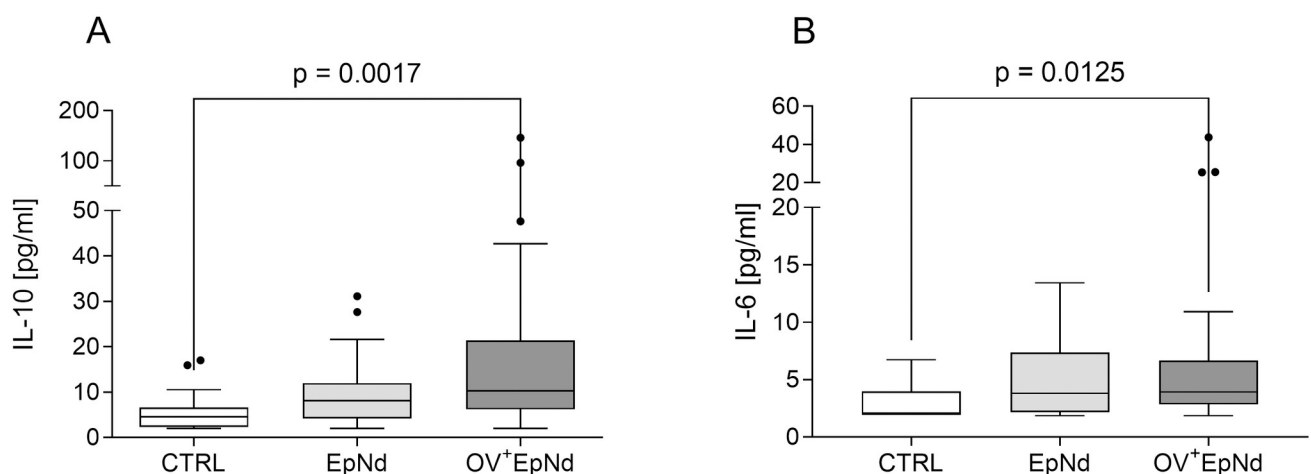 A
p = 0.0017
IL-10 [pg/ml]
200
100
50
40
30
20
10
0
CTRL
EpNd
OV⁺EpNd
B
p = 0.0125
IL-6 [pg/ml]
60
40
20
20
15
10
5
0
CTRL
EpNd
OV⁺EpNd